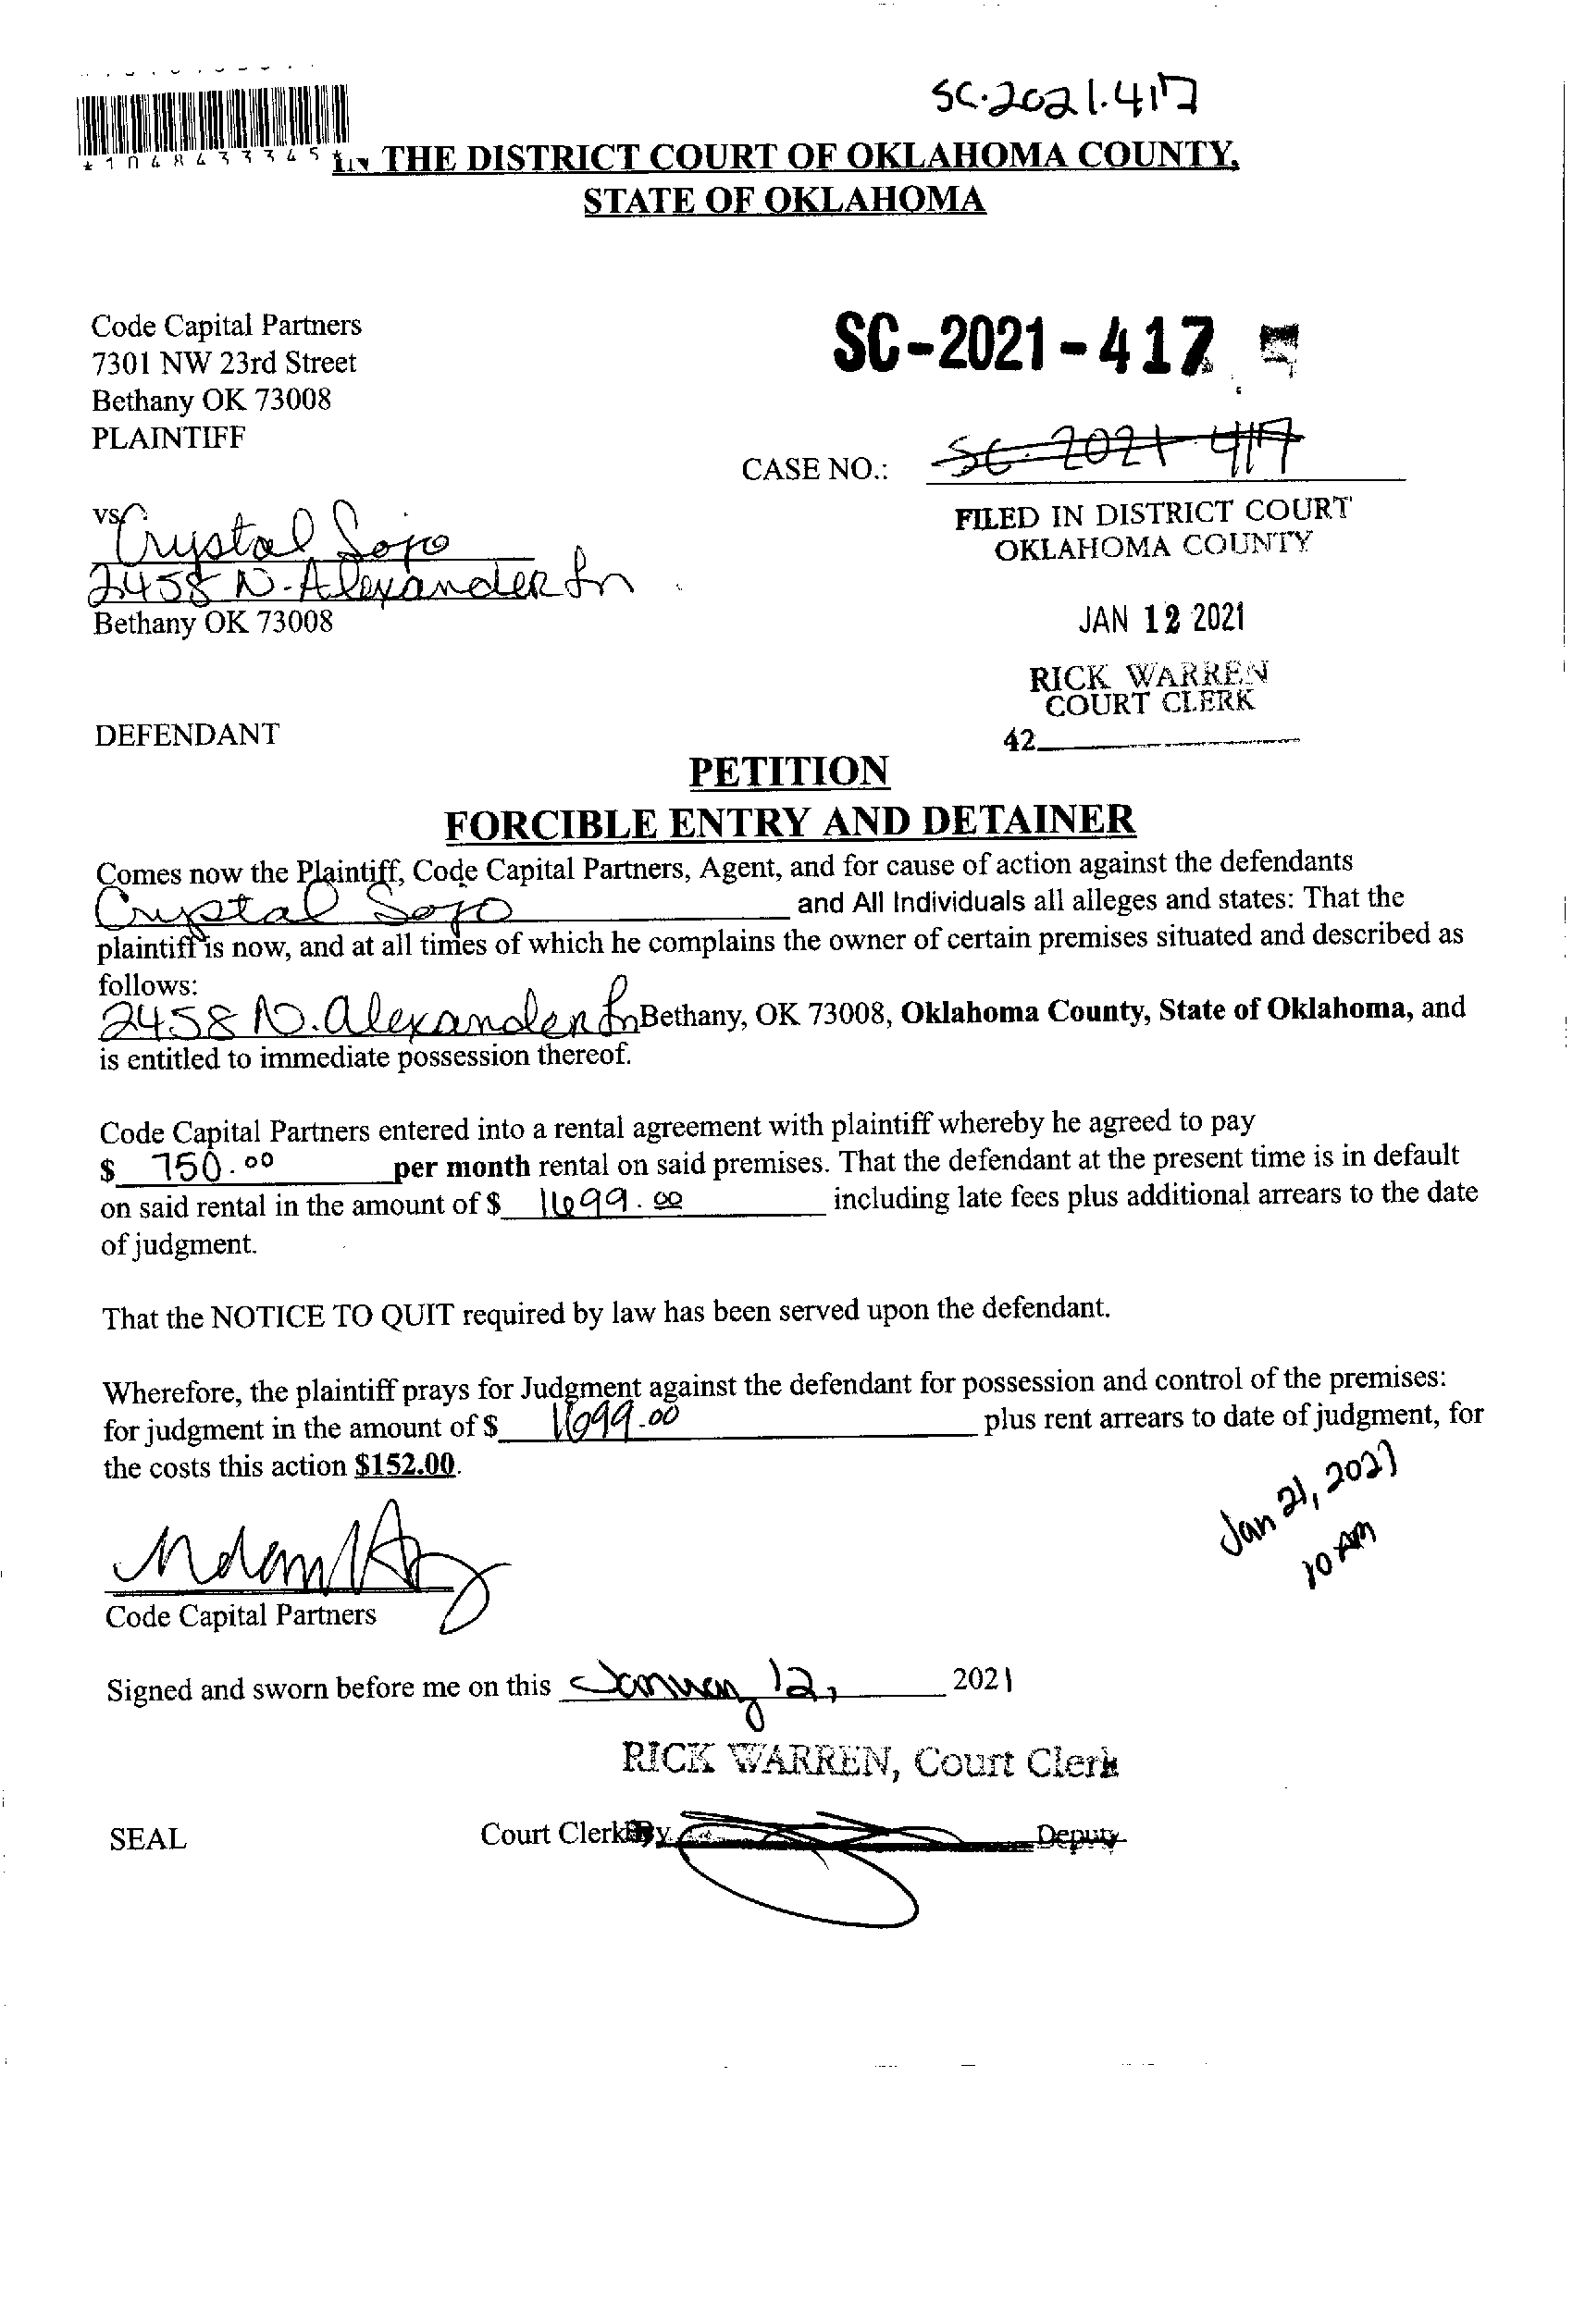 SC.2021.417
*1048433345*
IN THE DISTRICT COURT OF OKLAHOMA COUNTY,
STATE OF OKLAHOMA
Code Capital Partners
7301 NW 23rd Street
Bethany OK 73008
PLAINTIFF
SC-2021-417
CASE NO.: SC-2021-417
vs. Crystal Sojo
2458 N. Alexander Ln
Bethany OK 73008
FILED IN DISTRICT COURT
OKLAHOMA COUNTY
JAN 12 2021
RICK WARREN
COURT CLERK
42
DEFENDANT
PETITION
FORCIBLE ENTRY AND DETAINER
Comes now the Plaintiff, Code Capital Partners, Agent, and for cause of action against the defendants
Crystal Sojo and All Individuals all alleges and states: That the
plaintiff is now, and at all times of which he complains the owner of certain premises situated and described as
follows:
2458 N. Alexander Ln Bethany, OK 73008, Oklahoma County, State of Oklahoma, and
is entitled to immediate possession thereof.
Code Capital Partners entered into a rental agreement with plaintiff whereby he agreed to pay
$ 750.00 per month rental on said premises. That the defendant at the present time is in default
on said rental in the amount of $ 1699.00 including late fees plus additional arrears to the date
of judgment.
That the NOTICE TO QUIT required by law has been served upon the defendant.
Wherefore, the plaintiff prays for Judgment against the defendant for possession and control of the premises:
for judgment in the amount of $ 1699.00 plus rent arrears to date of judgment, for
the costs this action $152.00.
Jan 21, 2021
10 AM
Code Capital Partners
Signed and sworn before me on this January 12, 2021
RICK WARREN, Court Clerk
SEAL
Court Clerk By Deputy